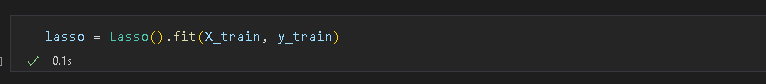 lasso = Lasso().fit(X_train, y_train)
0.1s